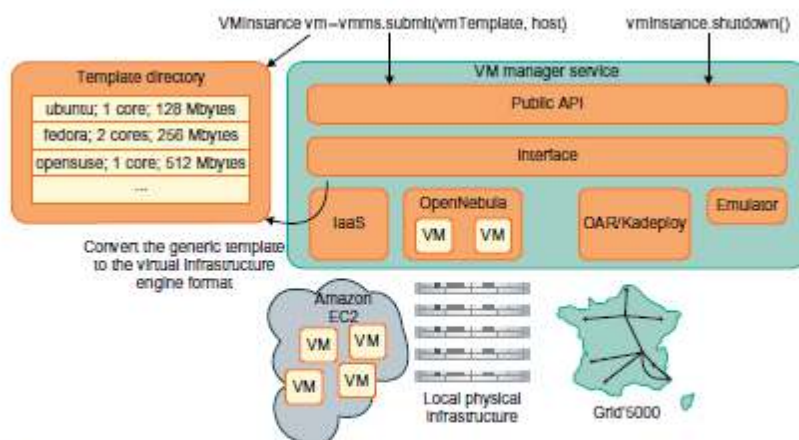 VMInstance vm=vmms.submit(vmTemplate, host)
vmInstance.shutdown()
Template directory
ubuntu; 1 core; 128 Mbytes
fedora; 2 cores; 256 Mbytes
opensuse; 1 core; 512 Mbytes
...
VM manager service
Public API
Interface
IaaS
OpenNebula
VM
VM
OAR/Kadeploy
Emulator
Convert the generic template
to the virtual infrastructure
engine format
Amazon
EC2
VM
VM
VM
VM
Local physical
infrastructure
Grid'5000